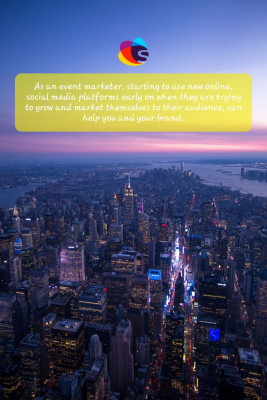 S
As an event marketer, starting to use new online,
social media platforms early on when they are trying
to grow and market themselves to their audience, can
help you and your brand.